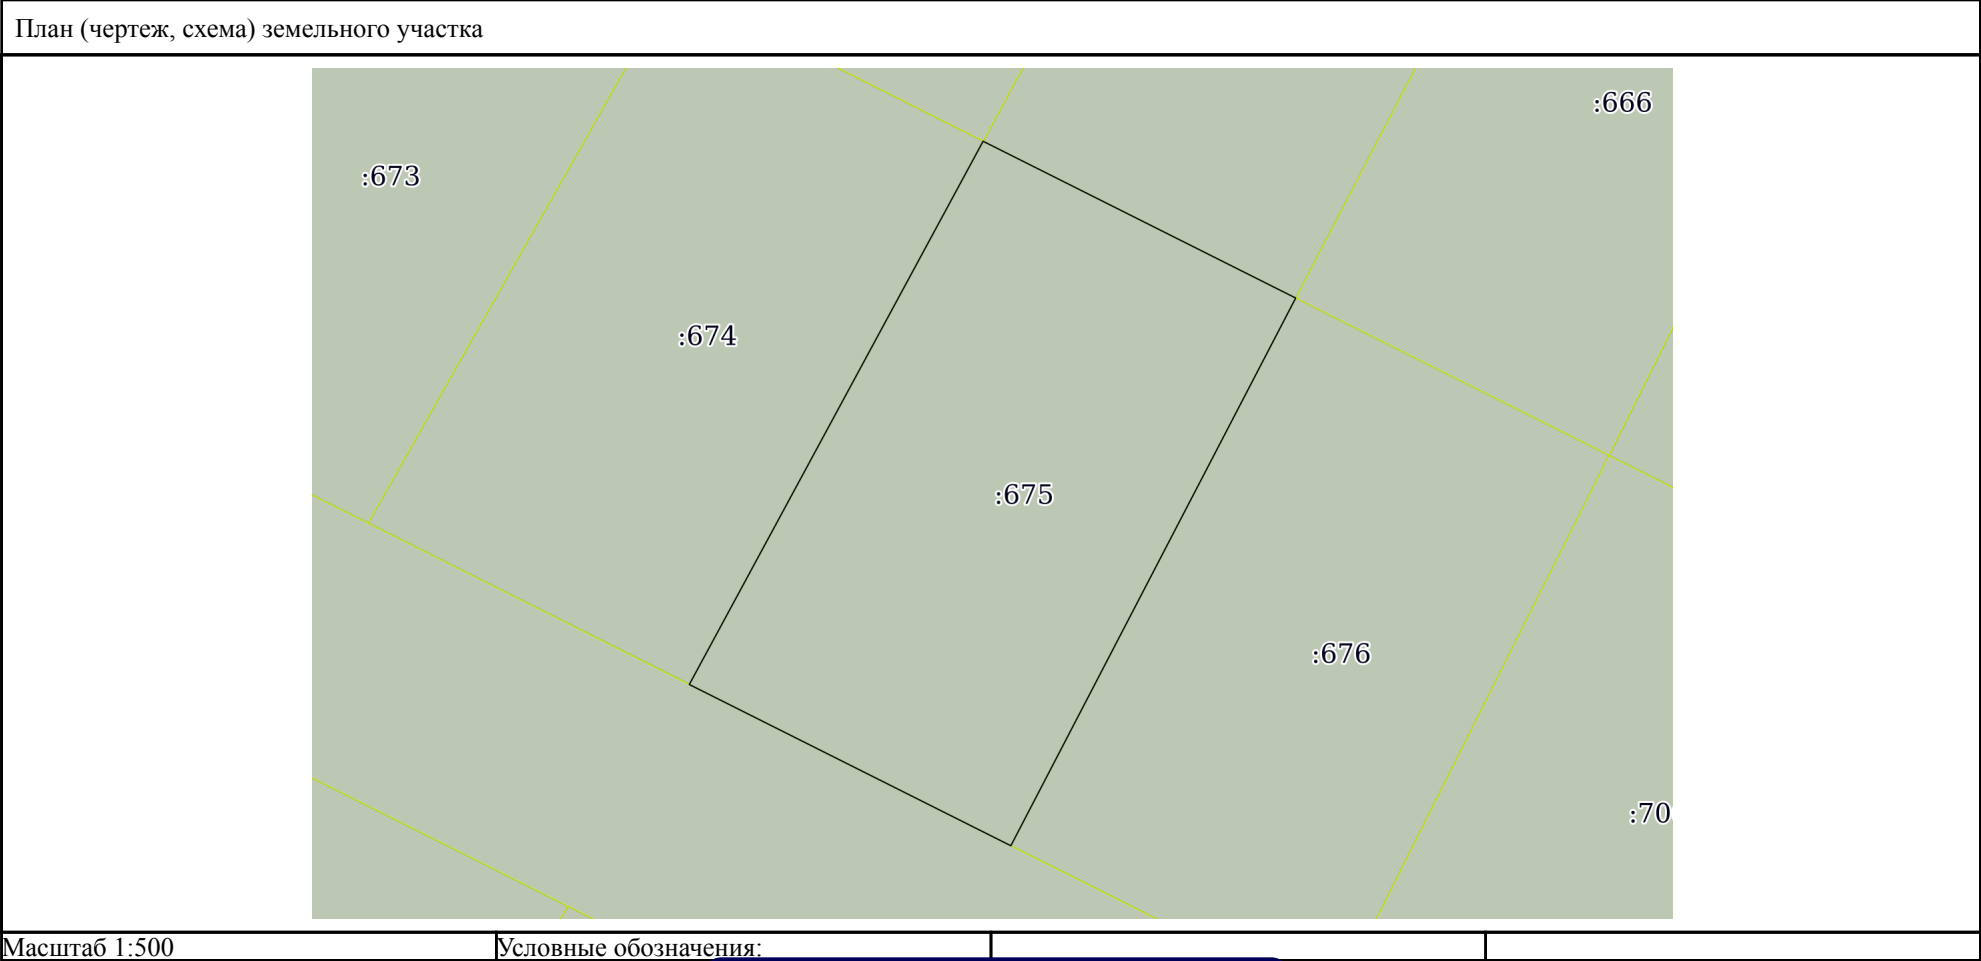 План (чертеж, схема) земельного участка
:666
:673
:674
:675
:676
:70
Масштаб 1:500
Условные обозначения: